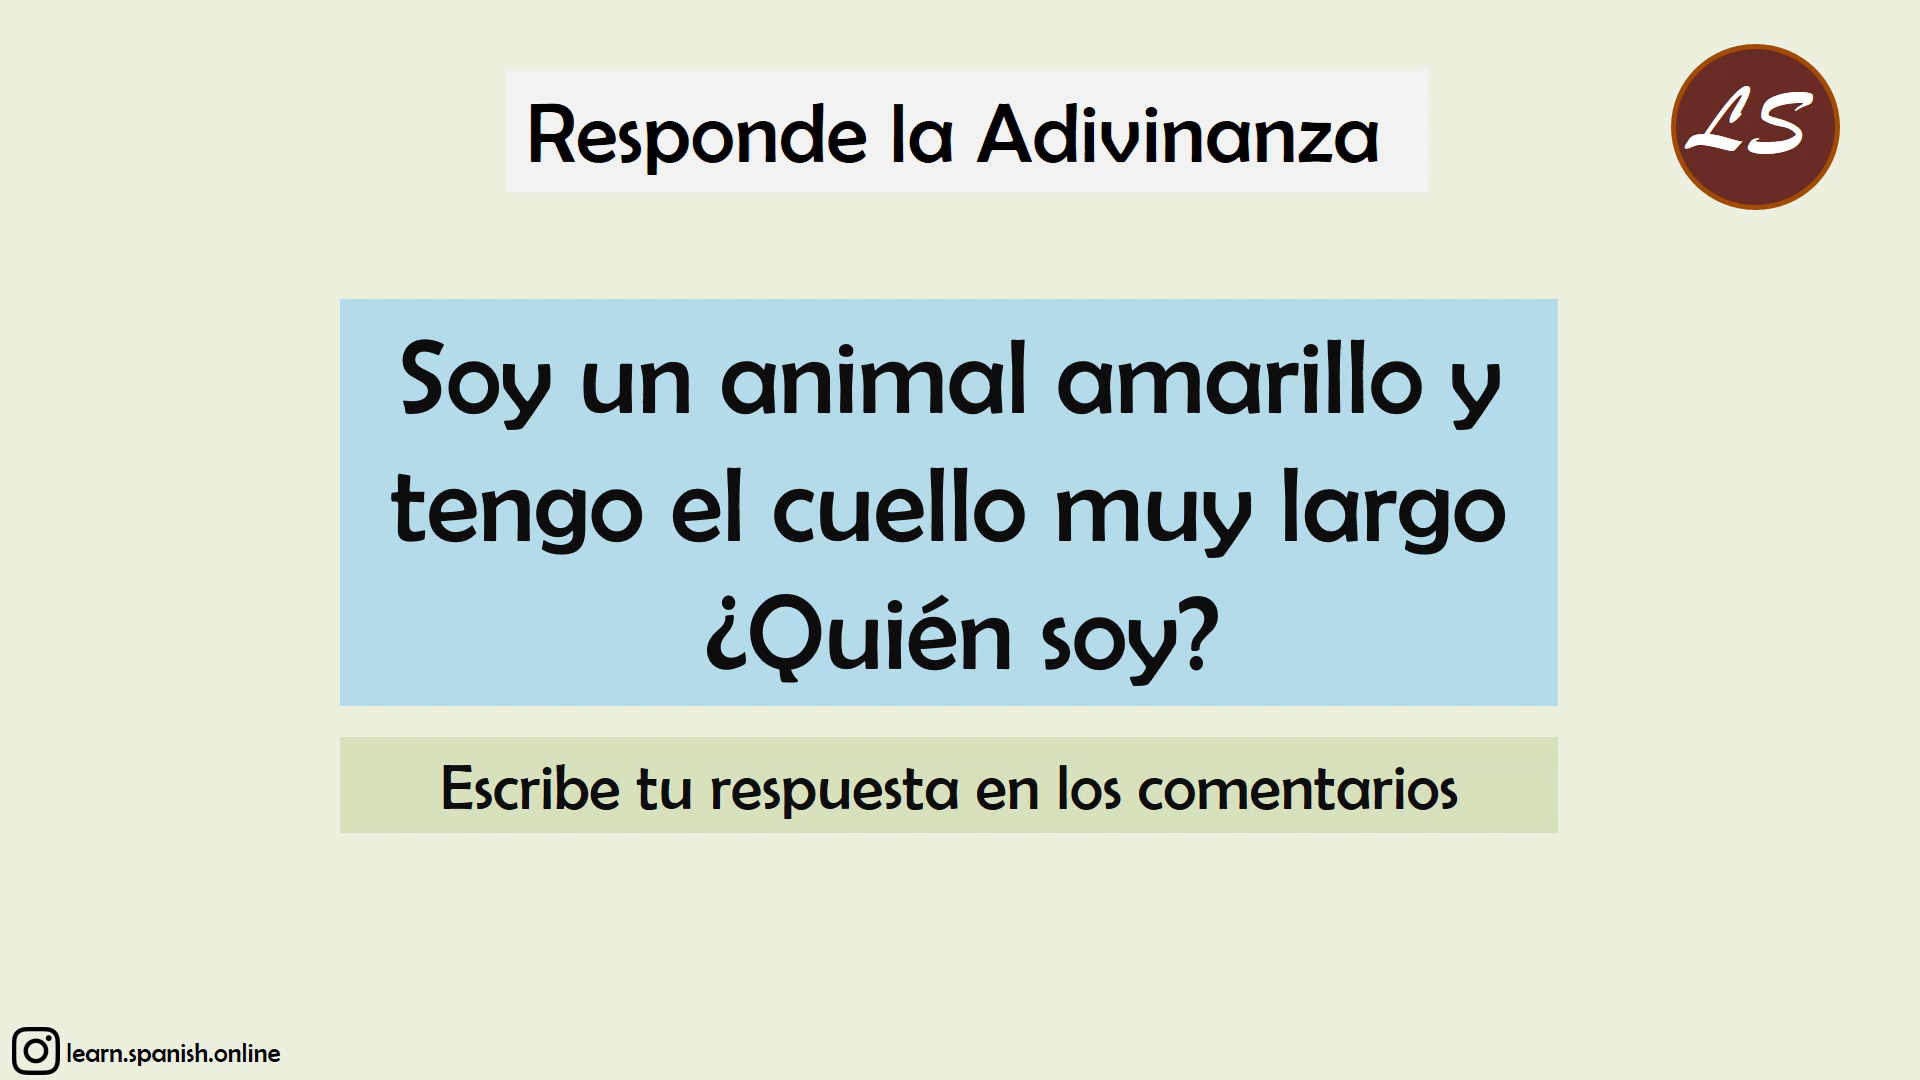 Responde la Adivinanza
LS
Soy un animal amarillo y
tengo el cuello muy largo
¿Quién soy?
Escribe tu respuesta en los comentarios
learn.spanish.online